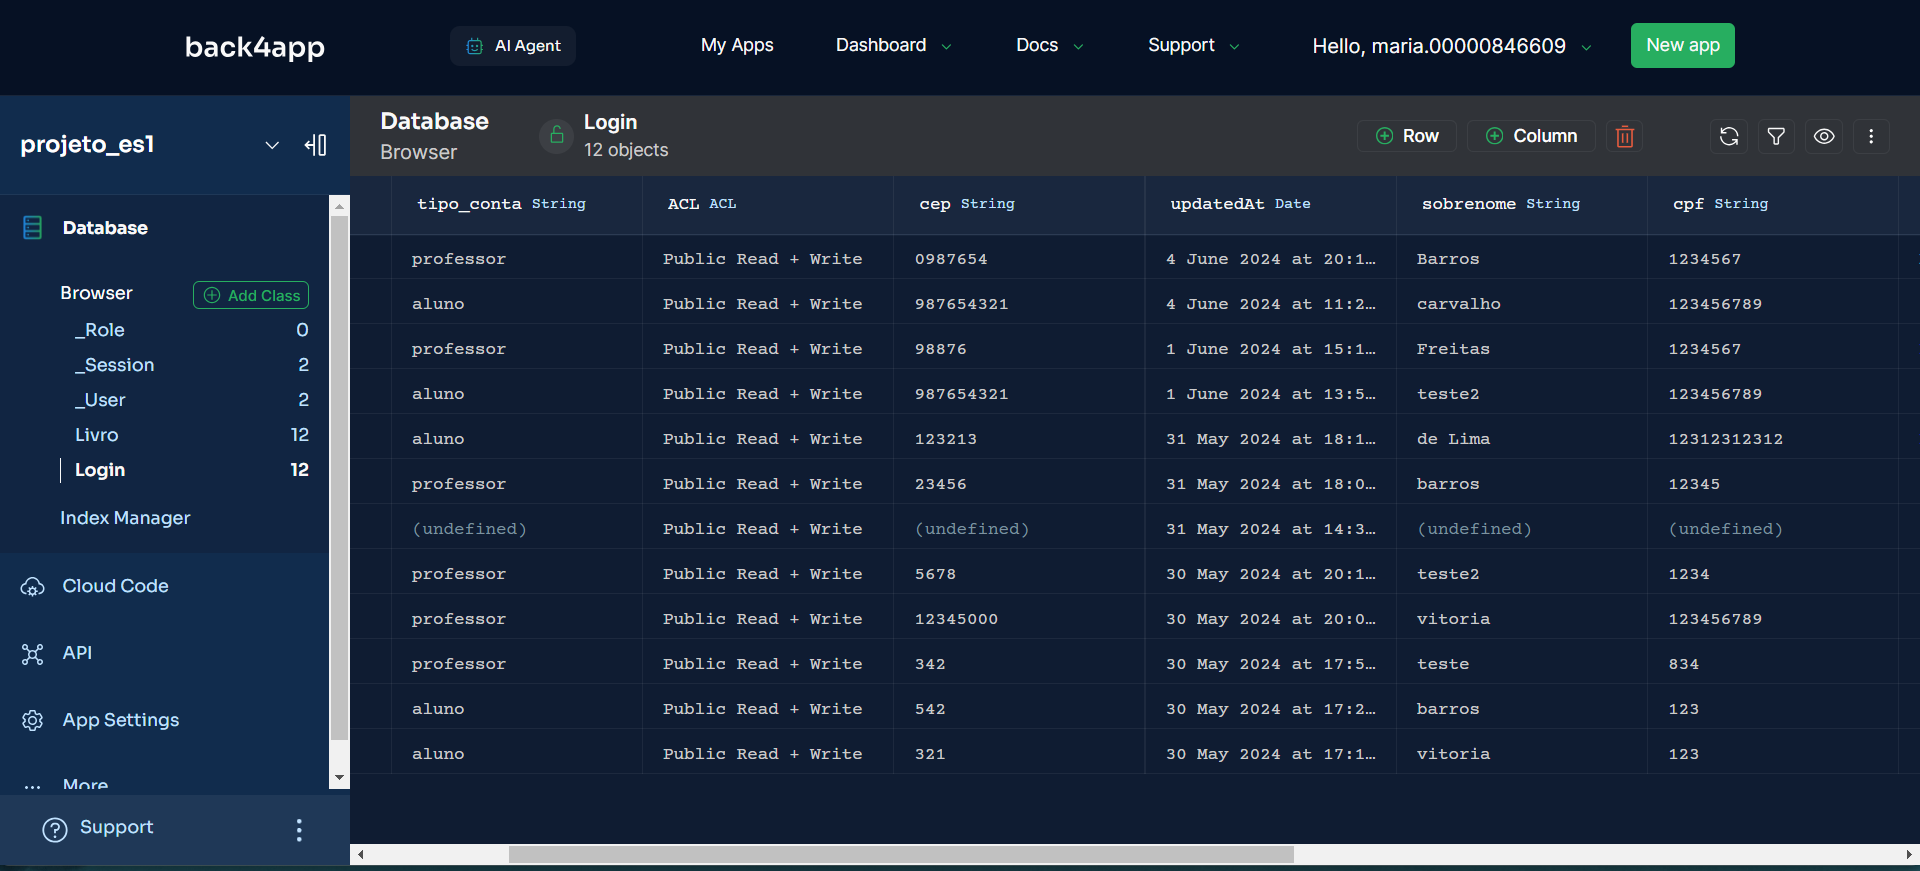 back4app AI Agent My Apps Dashboard Docs Support Hello, maria.00000846609 New app
projeto_es1
Database
Browser Add Class
_Role 0
_Session 2
_User 2
Livro 12
Login 12
Index Manager
Cloud Code
API
App Settings
More
Support
Database
Browser
Login
12 objects
Row Column
tipo_conta String ACL ACL cep String updatedAt Date sobrenome String cpf String
professor Public Read + Write 0987654 4 June 2024 at 20:1… Barros 1234567
aluno Public Read + Write 987654321 4 June 2024 at 11:2… carvalho 123456789
professor Public Read + Write 98876 1 June 2024 at 15:1… Freitas 1234567
aluno Public Read + Write 987654321 1 June 2024 at 13:5… teste2 123456789
aluno Public Read + Write 123213 31 May 2024 at 18:1… de Lima 12312312312
professor Public Read + Write 23456 31 May 2024 at 18:0… barros 12345
(undefined) Public Read + Write (undefined) 31 May 2024 at 14:3… (undefined) (undefined)
professor Public Read + Write 5678 30 May 2024 at 20:1… teste2 1234
professor Public Read + Write 12345000 30 May 2024 at 20:0… vitoria 123456789
professor Public Read + Write 342 30 May 2024 at 17:5… teste 834
aluno Public Read + Write 542 30 May 2024 at 17:2… barros 123
aluno Public Read + Write 321 30 May 2024 at 17:1… vitoria 123